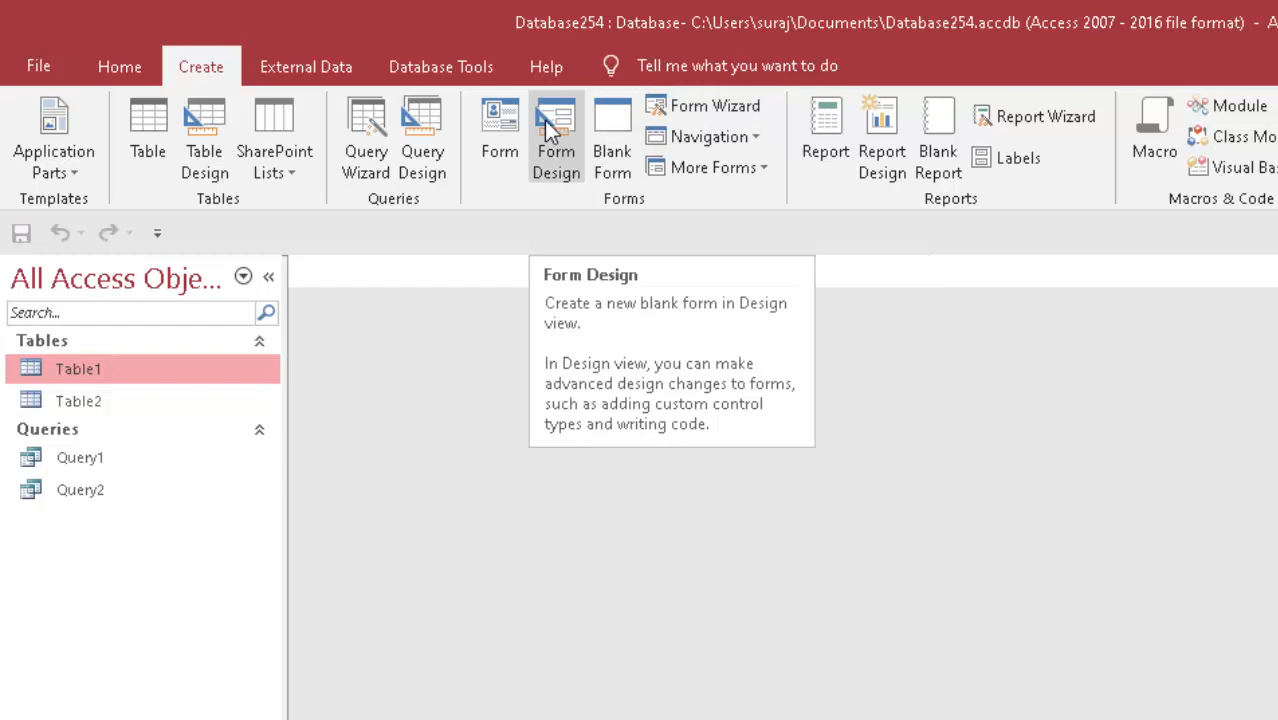 Database254 : Database- C:\Users\suraj\Documents\Database254.accdb (Access 2007 - 2016 file format) - A
File Home Create External Data Database Tools Help Tell me what you want to do
Application Parts
Table
Table Design
SharePoint Lists
Query Wizard
Query Design
Form
Form Design
Blank Form
Form Wizard
Navigation
More Forms
Report
Report Design
Blank Report
Report Wizard
Labels
Macro
Module
Class Mo
Visual Ba
Templates Tables Queries Forms Reports Macros & Code
All Access Obje...
Search...
Tables
Table1
Table2
Queries
Query1
Query2
Form Design
Create a new blank form in Design
view.
In Design view, you can make
advanced design changes to forms,
such as adding custom control
types and writing code.